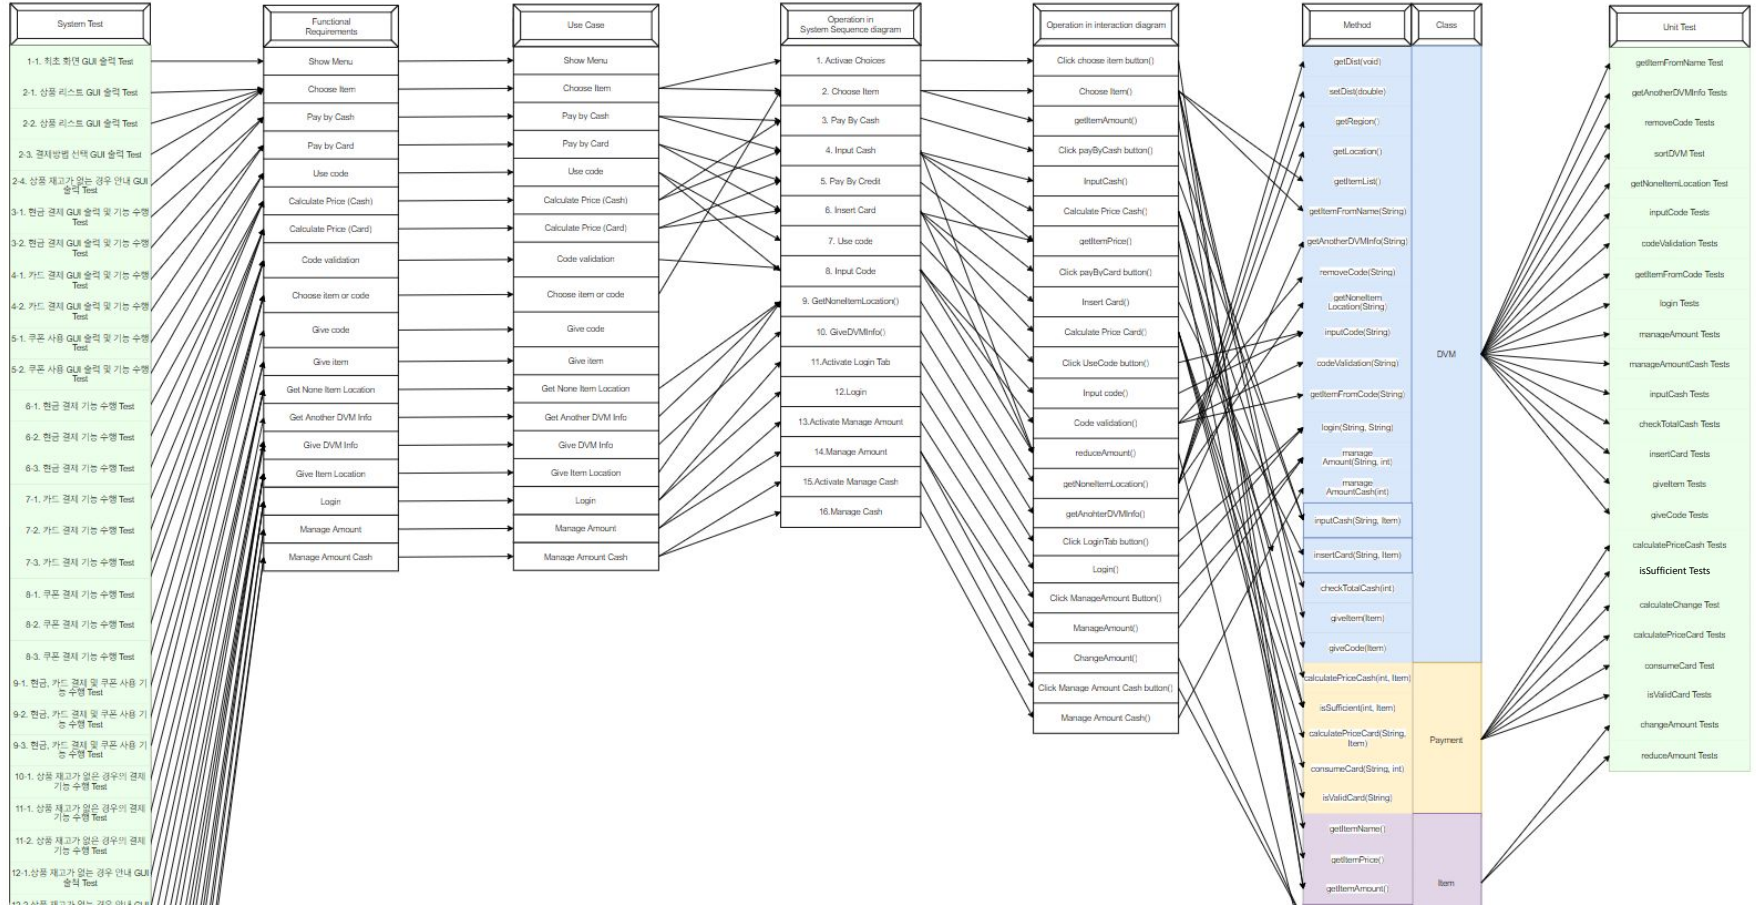 System Test
1-1. 최초 화면 GUI 출력 Test
2-1. 상품 리스트 GUI 출력 Test
2-2. 상품 리스트 GUI 출력 Test
2-3. 결제방법 선택 GUI 출력 Test
2-4. 상품 재고가 없는 경우 안내 GUI
출력 Test
3-1. 현금 결제 GUI 출력 및 기능 수행
Test
3-2. 현금 결제 GUI 출력 및 기능 수행
Test
4-1. 카드 결제 GUI 출력 및 기능 수행
Test
4-2. 카드 결제 GUI 출력 및 기능 수행
Test
5-1. 쿠폰 사용 GUI 출력 및 기능 수행
Test
5-2. 쿠폰 사용 GUI 출력 및 기능 수행
Test
6-1. 현금 결제 기능 수행 Test
6-2. 현금 결제 기능 수행 Test
6-3. 현금 결제 기능 수행 Test
7-1. 카드 결제 기능 수행 Test
7-2. 카드 결제 기능 수행 Test
7-3. 카드 결제 기능 수행 Test
8-1. 쿠폰 결제 기능 수행 Test
8-2. 쿠폰 결제 기능 수행 Test
8-3. 쿠폰 결제 기능 수행 Test
9-1. 현금, 카드 결제 및 쿠폰 사용 기
능 수행 Test
9-2. 현금, 카드 결제 및 쿠폰 사용 기
능 수행 Test
9-3. 현금, 카드 결제 및 쿠폰 사용 기
능 수행 Test
10-1. 상품 재고가 없은 경우의 결제
기능 수행 Test
11-1. 상품 재고가 없은 경우의 결제
기능 수행 Test
11-2. 상품 재고가 없은 경우의 결제
기능 수행 Test
12-1.상품 재고가 없는 경우 안내 GUI
출력 Test
12-2.상품 재고가 없는 경우 안내 GUI
Functional
Requirements
Show Menu
Choose Item
Pay by Cash
Pay by Card
Use code
Calculate Price (Cash)
Calculate Price (Card)
Code validation
Choose item or code
Give code
Give item
Get None Item Location
Get Another DVM Info
Give DVM Info
Give Item Location
Login
Manage Amount
Manage Amount Cash
Use Case
Show Menu
Choose Item
Pay by Cash
Pay by Card
Use code
Calculate Price (Cash)
Calculate Price (Card)
Code validation
Choose item or code
Give code
Give item
Get None Item Location
Get Another DVM Info
Give DVM Info
Give Item Location
Login
Manage Amount
Manage Amount Cash
Operation in
System Sequence diagram
1. Activae Choices
2. Choose Item
3. Pay By Cash
4. Input Cash
5. Pay By Credit
6. Insert Card
7. Use code
8. Input Code
9. GetNoneItemLocation()
10. GiveDVMInfo()
11.Activate Login Tab
12.Login
13.Activate Manage Amount
14.Manage Amount
15.Activate Manage Cash
16.Manage Cash
Operation in interaction diagram
Click choose item button()
Choose Item()
getItemAmount()
Click payByCash button()
InputCash()
Calculate Price Cash()
getItemPrice()
Click payByCard button()
Insert Card()
Calculate Price Card()
Click UseCode button()
Input code()
Code validation()
reduceAmount()
getNoneItemLocation()
getAnohterDVMInfo()
Click LoginTab button()
Login()
Click ManageAmount Button()
ManageAmount()
ChangeAmount()
Click Manage Amount Cash button()
Manage Amount Cash()
Method
getDist(void)
setDist(double)
getRegion()
getLocation()
getItemList()
getItemFromName(String)
getAnotherDVMInfo(String)
removeCode(String)
getNoneItem
Location(String)
inputCode(String)
codeValidation(String)
getItemFromCode(String)
login(String, String)
manage
Amount(String, int)
manage
AmountCash(int)
inputCash(String, Item)
insertCard(String, Item)
checkTotalCash(int)
giveItem(Item)
giveCode(Item)
calculatePriceCash(int, Item)
isSufficient(int, Item)
calculatePriceCard(String,
Item)
consumeCard(String, int)
isValidCard(String)
getItemName()
getItemPrice()
getItemAmount()
Class
DVM
Payment
Item
Unit Test
getItemFromName Test
getAnotherDVMInfo Tests
removeCode Tests
sortDVM Test
getNoneItemLocation Test
inputCode Tests
codeValidation Tests
getItemFromCode Tests
login Tests
manageAmount Tests
manageAmountCash Tests
inputCash Tests
checkTotalCash Tests
insertCard Tests
giveItem Tests
giveCode Tests
calculatePriceCash Tests
isSufficient Tests
calculateChange Test
calculatePriceCard Tests
consumeCard Test
isValidCard Tests
changeAmount Tests
reduceAmount Tests